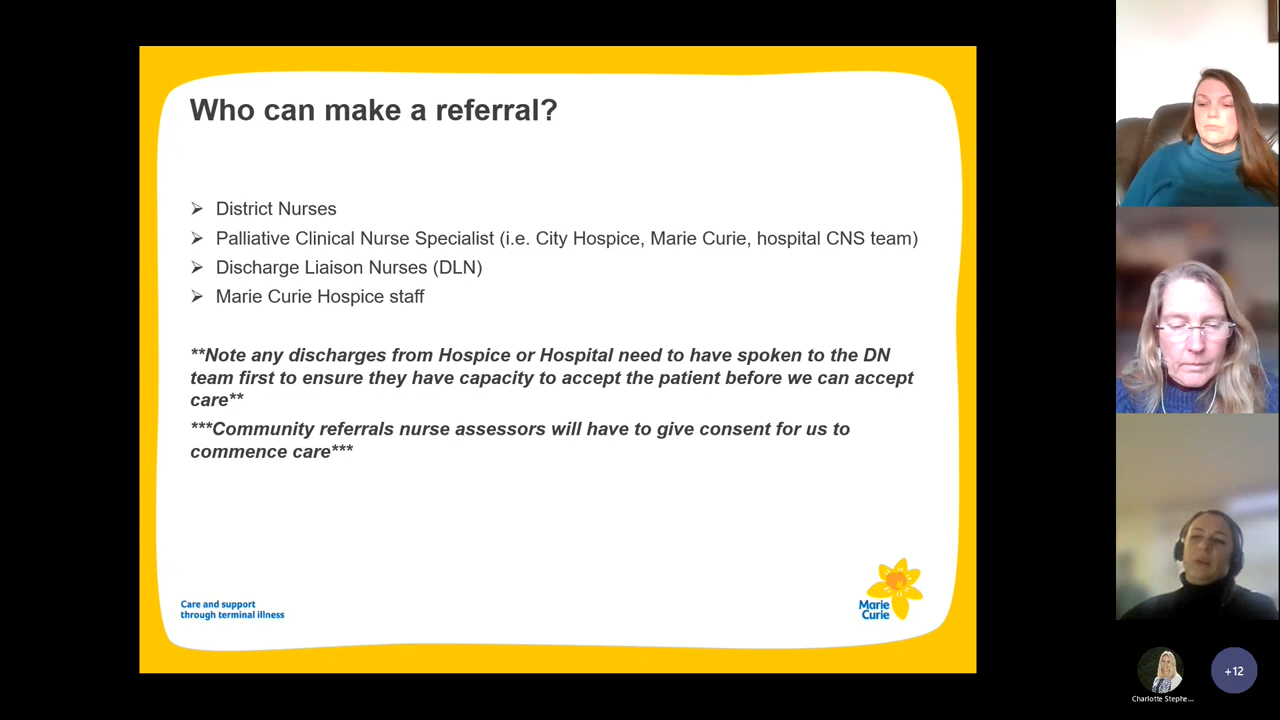 Who can make a referral?
➢ District Nurses
➢ Palliative Clinical Nurse Specialist (i.e. City Hospice, Marie Curie, hospital CNS team)
➢ Discharge Liaison Nurses (DLN)
➢ Marie Curie Hospice staff
**Note any discharges from Hospice or Hospital need to have spoken to the DN
team first to ensure they have capacity to accept the patient before we can accept
care**
***Community referrals nurse assessors will have to give consent for us to
commence care***
Care and support
through terminal illness
Marie
Curie
Charlotte Stephe...
+12